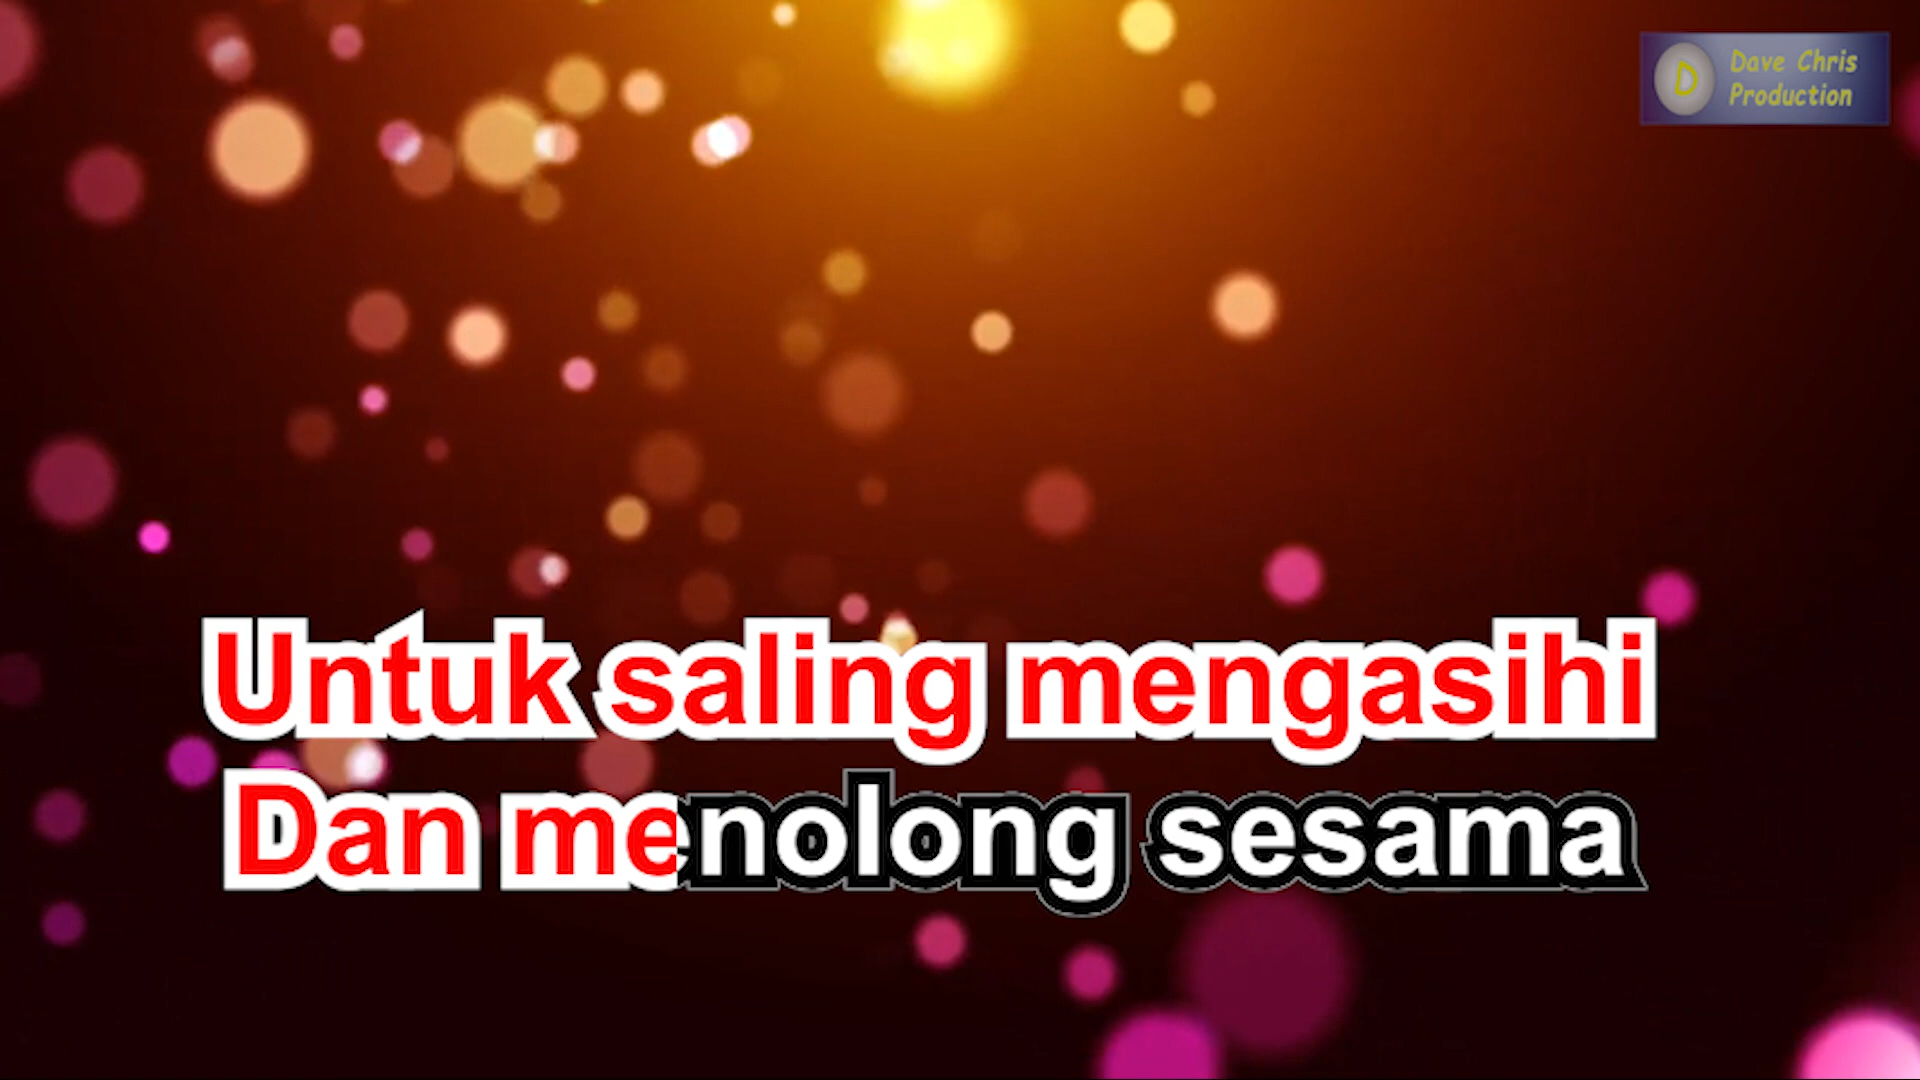 D
Dave Chris
Production
Untuk saling mengasihi
Dan menolong sesama